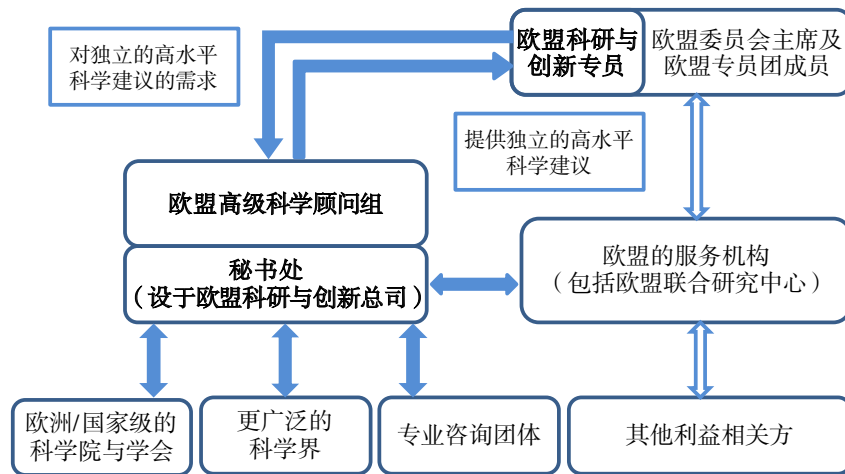 对独立的高水平
科学建议的需求
欧盟科研与
创新专员
欧盟委员会主席及
欧盟专员团成员
提供独立的高水平
科学建议
欧盟高级科学顾问组
秘书处
（设于欧盟科研与创新总司）
欧盟的服务机构
（包括欧盟联合研究中心）
欧洲/国家级的
科学院与学会
更广泛的
科学界
专业咨询团体
其他利益相关方